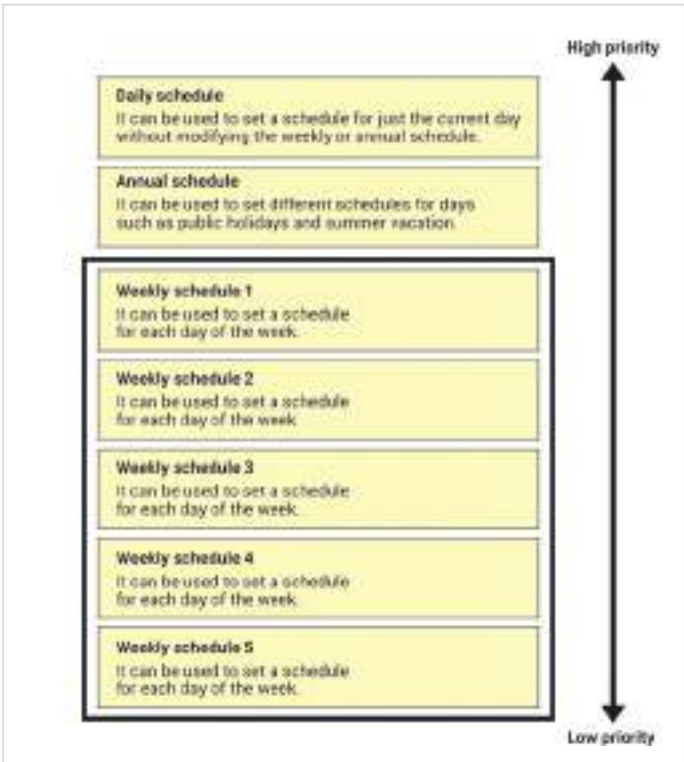 High priority
Daily schedule
It can be used to set a schedule for just the current day
without modifying the weekly or annual schedule.
Annual schedule
It can be used to set different schedules for days
such as public holidays and summer vacation.
Weekly schedule 1
It can be used to set a schedule
for each day of the week.
Weekly schedule 2
It can be used to set a schedule
for each day of the week.
Weekly schedule 3
It can be used to set a schedule
for each day of the week.
Weekly schedule 4
It can be used to set a schedule
for each day of the week.
Weekly schedule 5
It can be used to set a schedule
for each day of the week.
Low priority